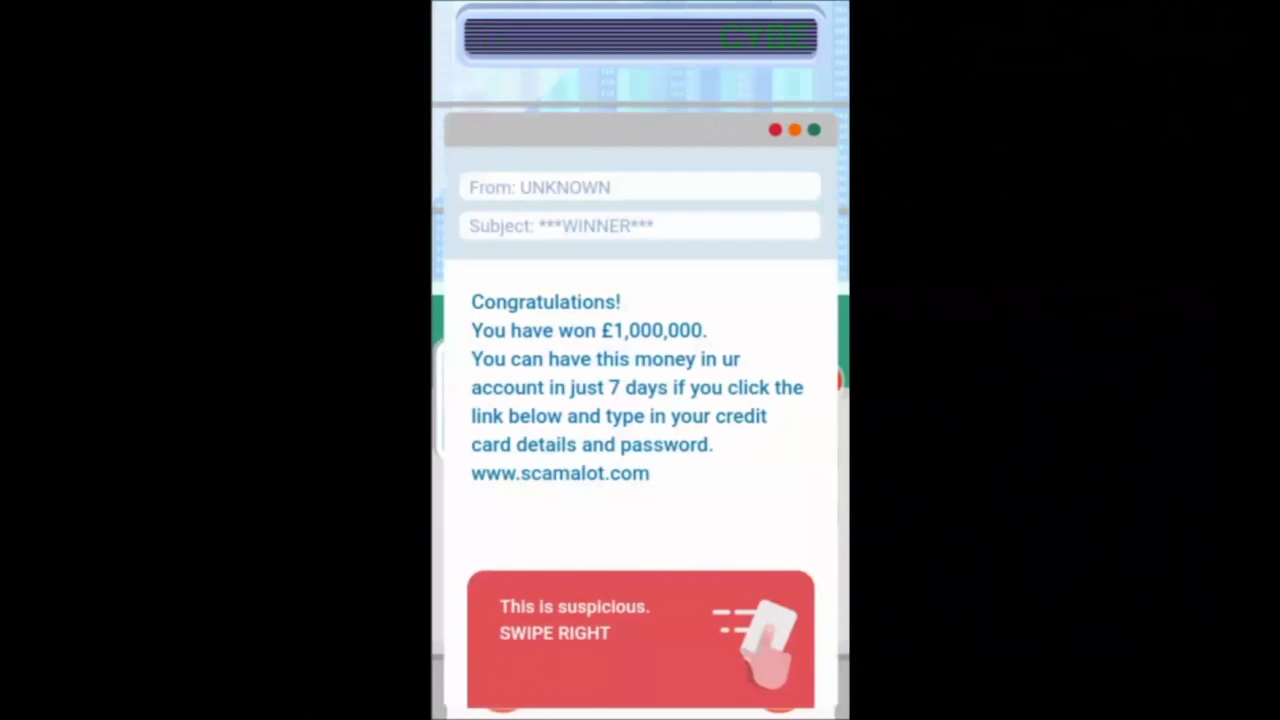 CYBE
From: UNKNOWN
Subject: ***WINNER***
Congratulations!
You have won £1,000,000.
You can have this money in ur
account in just 7 days if you click the
link below and type in your credit
card details and password.
www.scamalot.com
This is suspicious.
SWIPE RIGHT